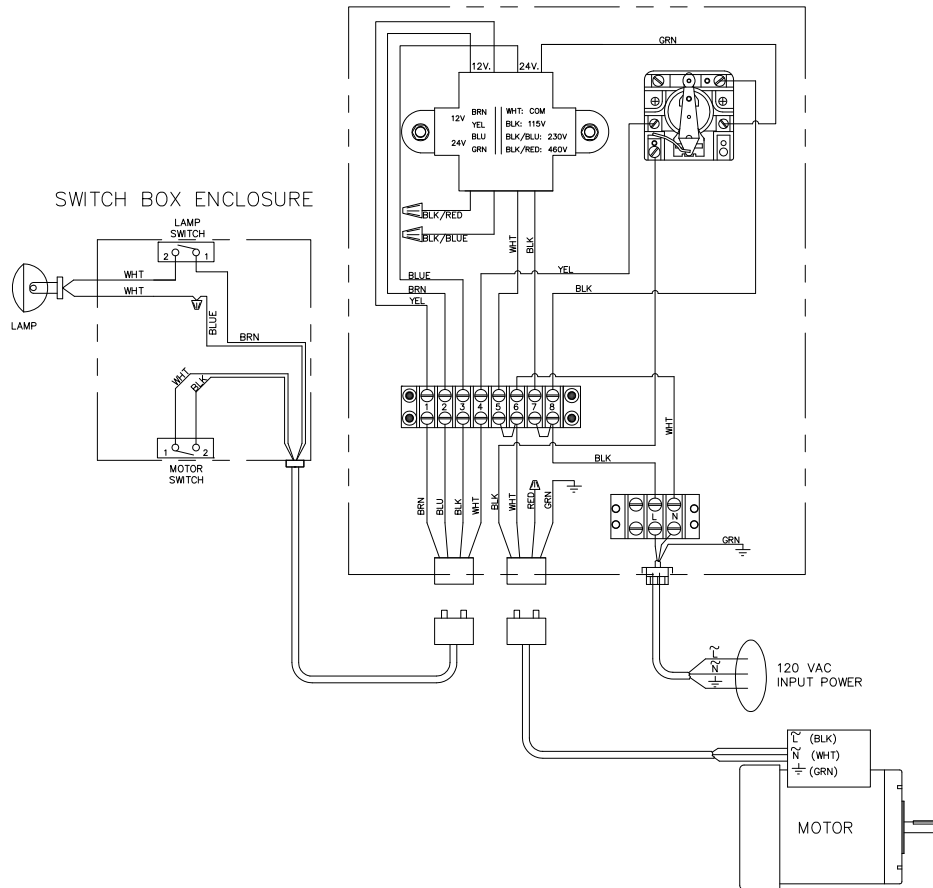 GRN
12V. 24V.
BRN WHT: COM
12V
YEL BLK: 115V
BLU BLK/BLU: 230V
24V
GRN BLK/RED: 460V
SWITCH BOX ENCLOSURE
LAMP
SWITCH
2 1
BLK/RED
BLK/BLUE
WHT
BLK
WHT
WHT
BLUE
BRN
YEL
YEL
BLK
LAMP
BLUE
BRN
WHT
BLK
1 2 3 4 5 6 7 8
WHT
1 2
MOTOR
SWITCH
BLK
BRN
BLU
BLK
WHT
BLK
WHT
RED
GRN
L N
GRN
L
N
120 VAC
INPUT POWER
L (BLK)
N (WHT)
(GRN)
MOTOR